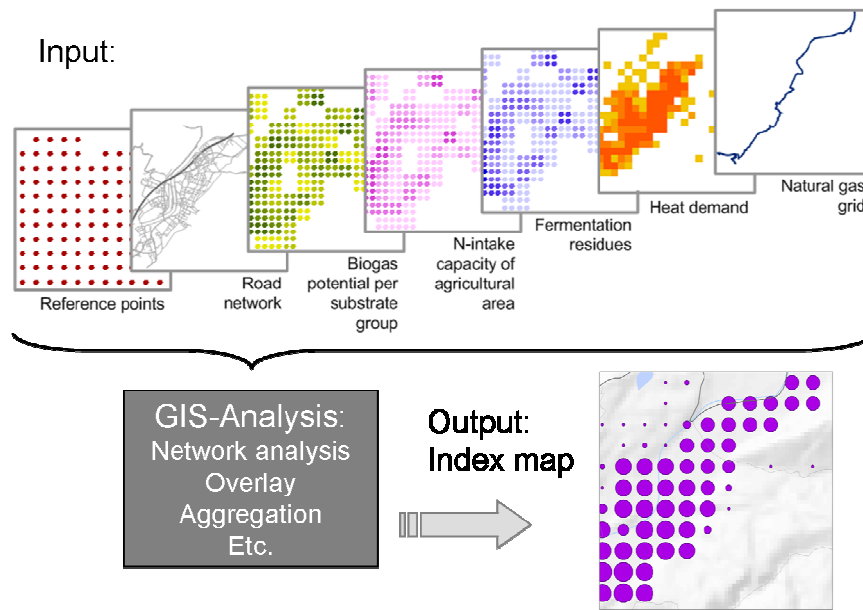 Input:
Reference points
Road
network
Biogas
potential per
substrate
group
N-intake
capacity of
agricultural
area
Fermentation
residues
Heat demand
Natural gas
grid
GIS-Analysis:
Network analysis
Overlay
Aggregation
Etc.
Output:
Index map